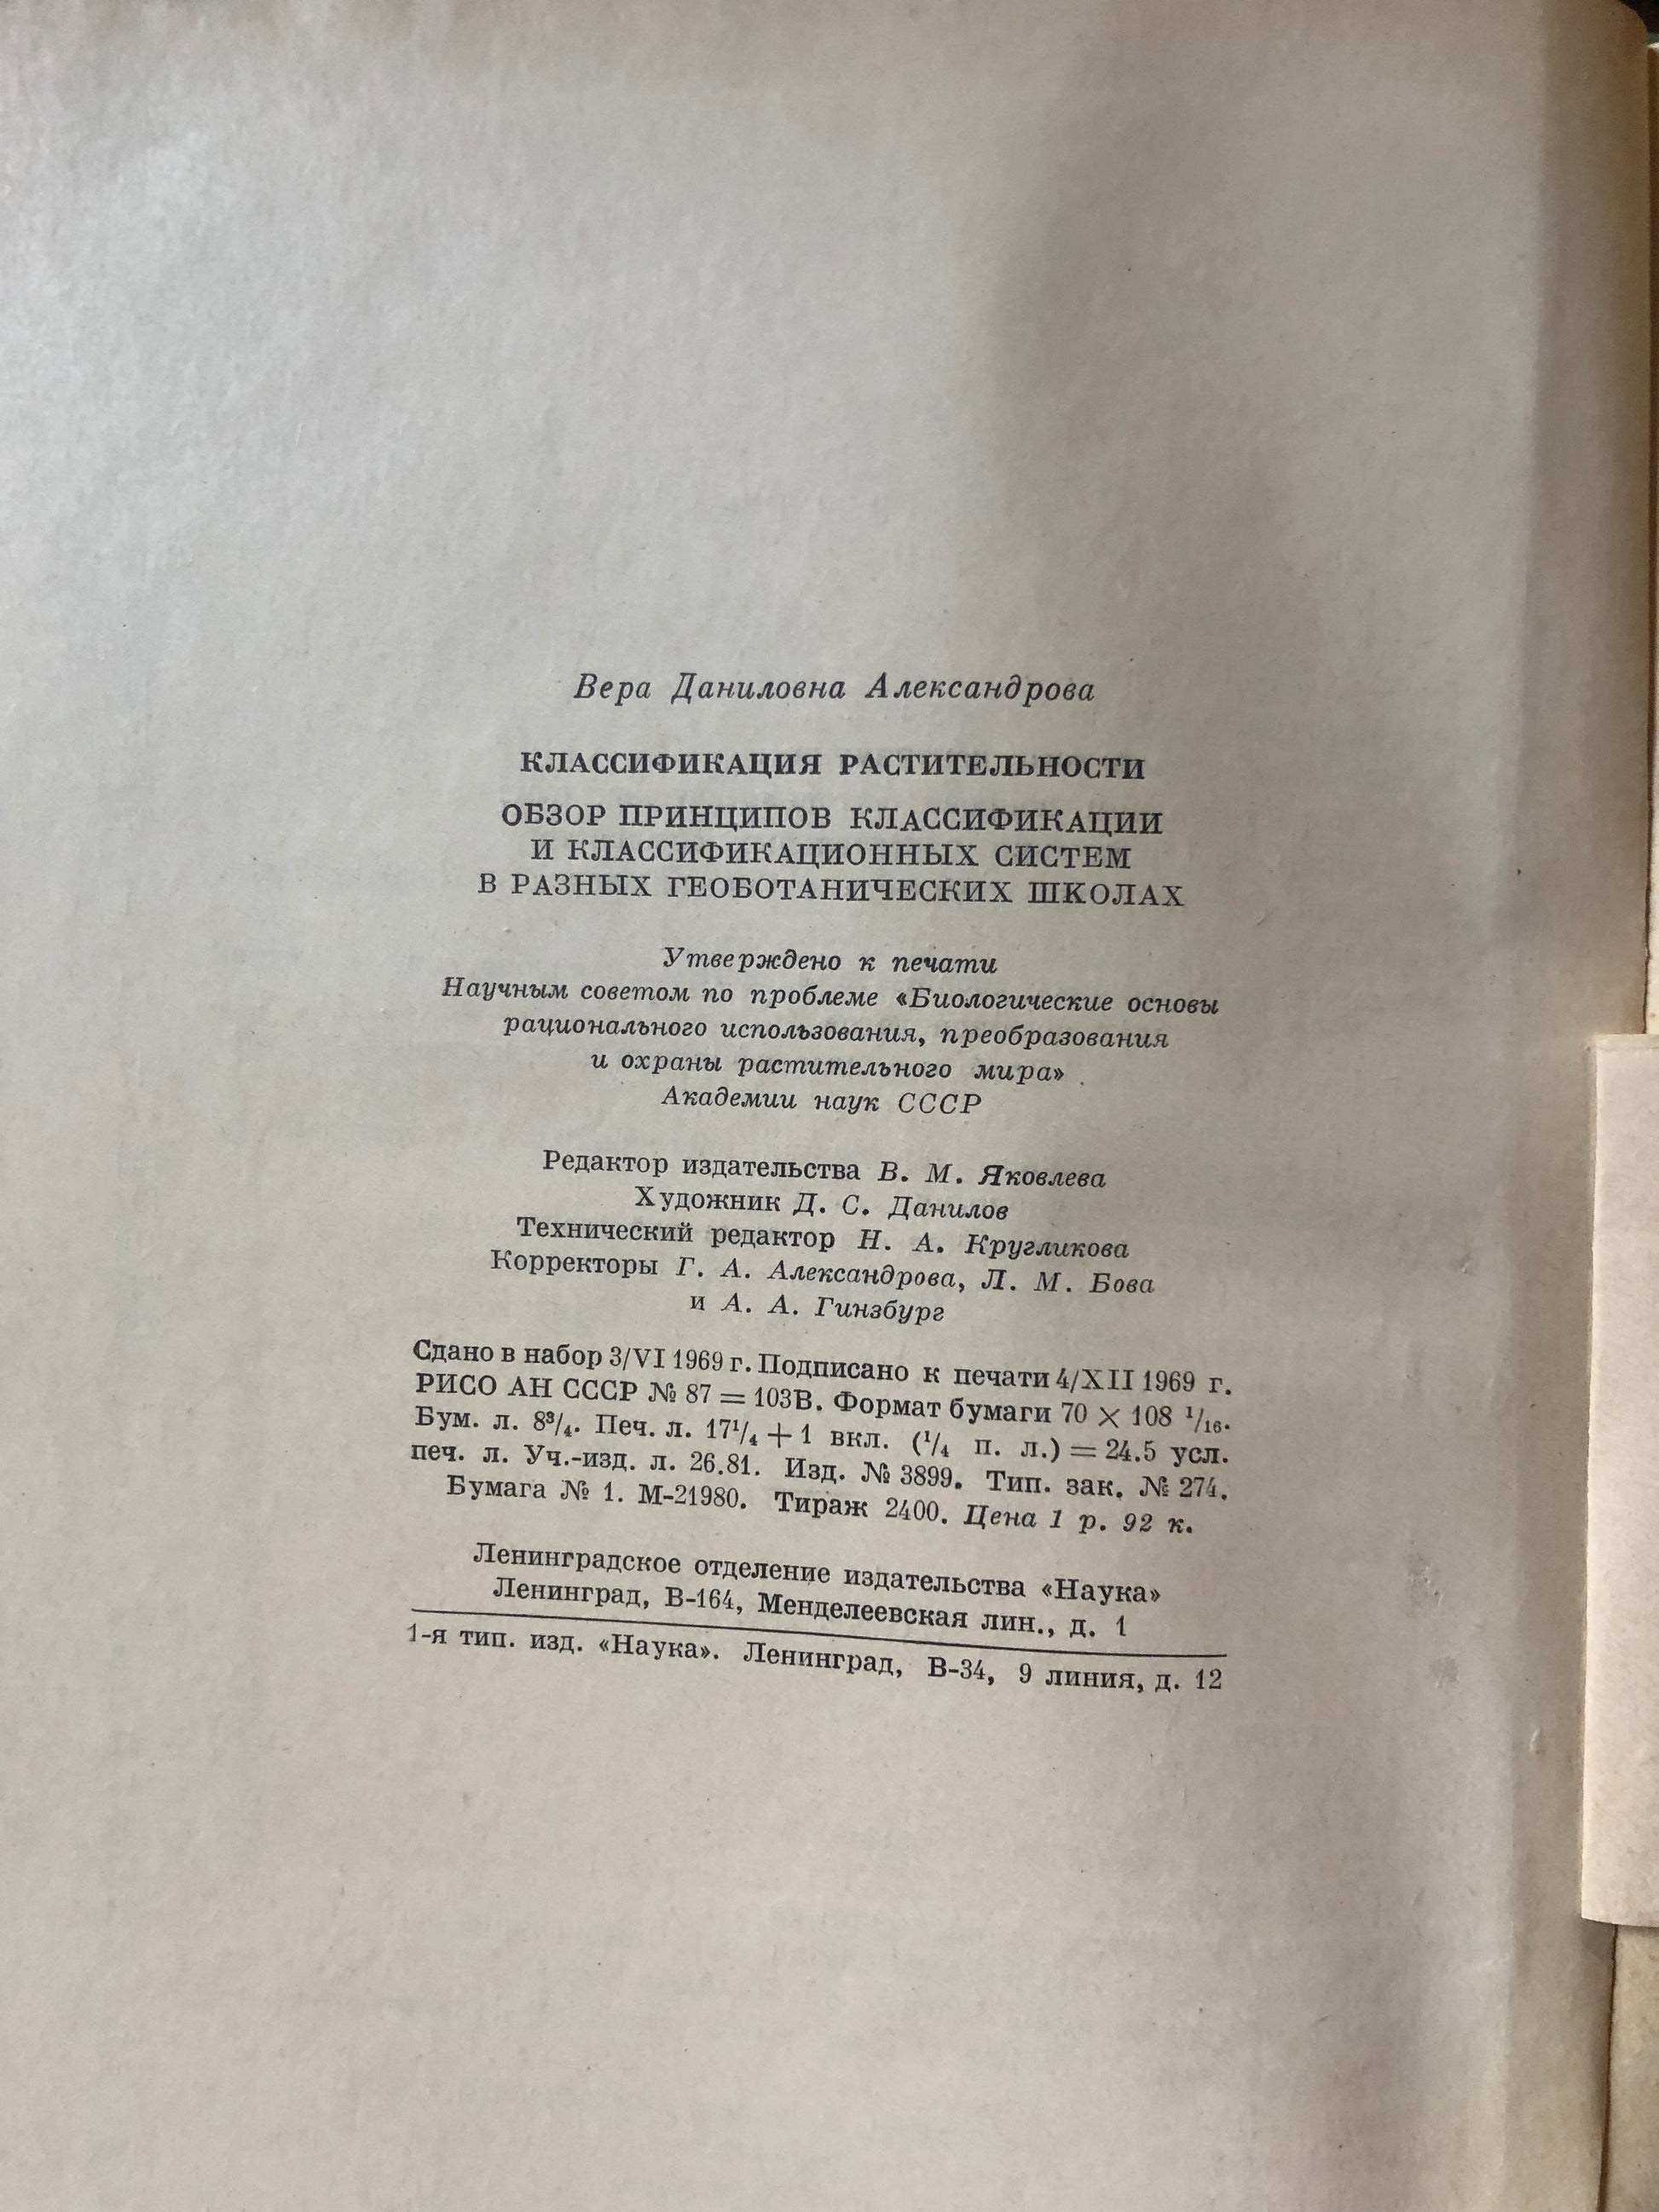 Вера Даниловна Александрова
КЛАССИФИКАЦИЯ РАСТИТЕЛЬНОСТИ
ОБЗОР ПРИНЦИПОВ КЛАССИФИКАЦИИ
И КЛАССИФИКАЦИОННЫХ СИСТЕМ
В РАЗНЫХ ГЕОБОТАНИЧЕСКИХ ШКОЛАХ
Утверждено к печати
Научным советом по проблеме «Биологические основы
рационального использования, преобразования
и охраны растительного мира»
Академии наук СССР
Редактор издательства В. М. Яковлева
Художник Д. С. Данилов
Технический редактор Н. А. Кругликова
Корректоры Г. А. Александрова, Л. М. Бова
и А. А. Гинзбург
Сдано в набор 3/VI 1969 г. Подписано к печати 4/XII 1969 г.
РИСО АН СССР № 87 = 103В. Формат бумаги 70 × 108 1/16.
Бум. л. 8³/₄. Печ. л. 17¹/₄ + 1 вкл. (¹/₄ п. л.) = 24.5 усл.
печ. л. Уч.-изд. л. 26.81. Изд. № 3899. Тип. зак. № 274.
Бумага № 1. М-21980. Тираж 2400. Цена 1 р. 92 к.
Ленинградское отделение издательства «Наука»
Ленинград, В-164, Менделеевская лин., д. 1
1-я тип. изд. «Наука». Ленинград, В-34, 9 линия, д. 12